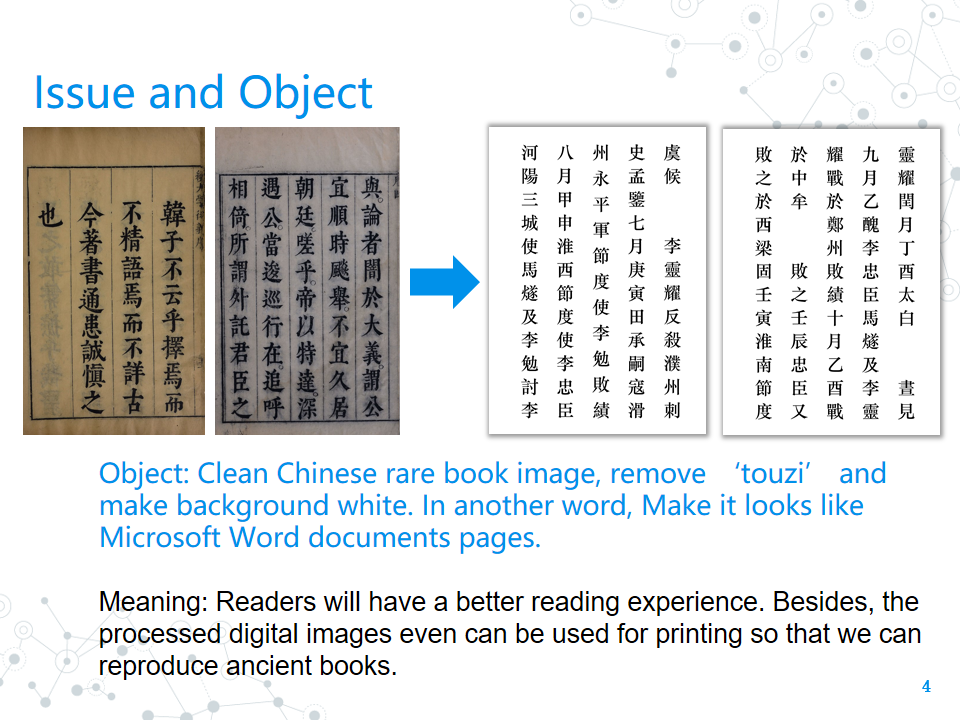 Issue and Object
韓子不云乎擇焉而
不精語焉而不詳古
今著書通患誠慎之
也
與論者闇於大義謂公
宜順時颺舉不宜久居
朝廷嗟乎帝以特達深
遇公當逡巡行在追呼
相倚所謂外託君臣之
虞候 李靈耀反殺濮州刺
史孟鑒七月庚寅田承嗣寇滑
州永平軍節度使李勉敗績
八月甲申淮西節度使李忠臣
河陽三城使馬燧及李勉討李
靈耀閏月丁酉太白 晝見
九月乙醜李忠臣馬燧及李靈
耀戰於鄭州敗績十月乙酉戰
於中牟 敗之壬辰忠臣又
敗之於西梁固壬寅淮南節度
Object: Clean Chinese rare book image, remove ‘touzi’ and
make background white. In another word, Make it looks like
Microsoft Word documents pages.
Meaning: Readers will have a better reading experience. Besides, the
processed digital images even can be used for printing so that we can
reproduce ancient books.
4